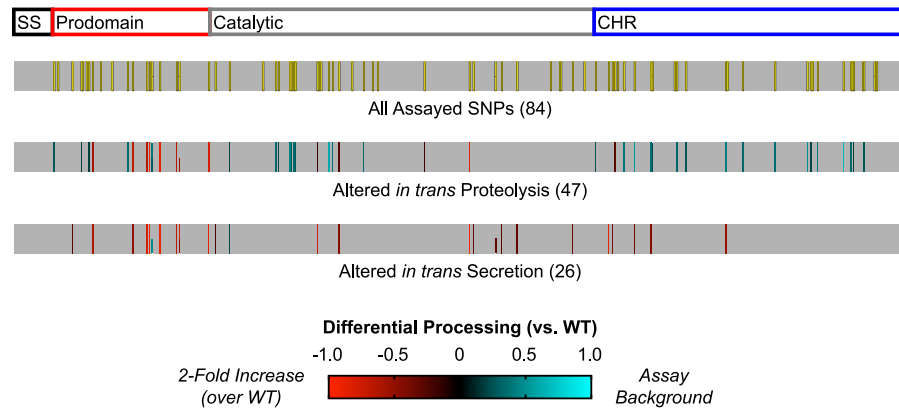 SS Prodomain Catalytic CHR
All Assayed SNPs (84)
Altered in trans Proteolysis (47)
Altered in trans Secretion (26)
Differential Processing (vs. WT)
-1.0 -0.5 0 0.5 1.0
2-Fold Increase
(over WT)
Assay
Background